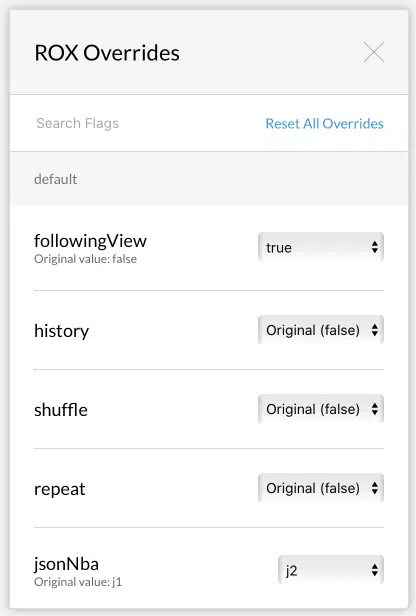 ROX Overrides
Search Flags Reset All Overrides
default
followingView true
Original value: false
history Original (false)
shuffle Original (false)
repeat Original (false)
jsonNba j2
Original value: j1